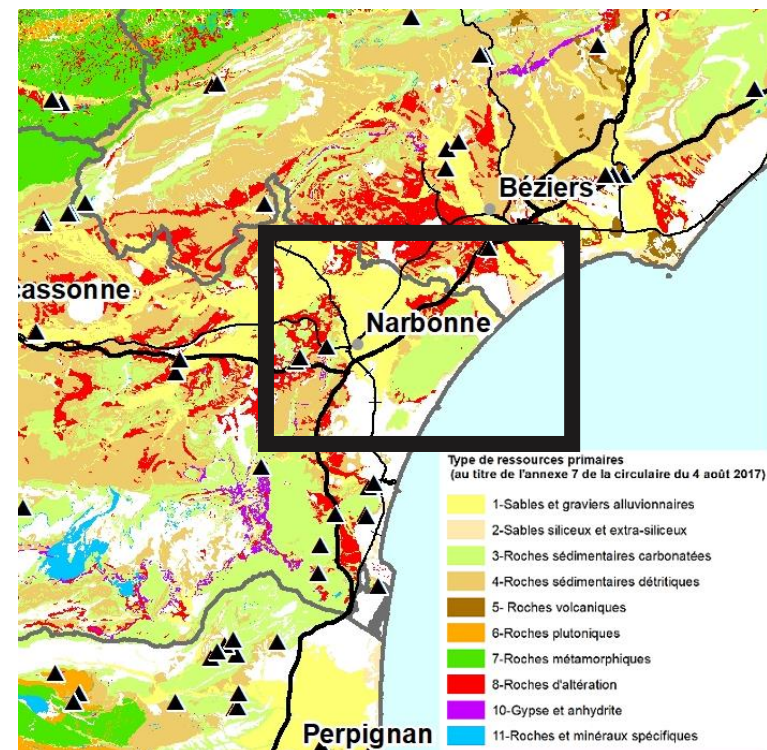 Béziers
cassonne
Narbonne
Type de ressources primaires
(au titre de l'annexe 7 de la circulaire du 4 août 2017)
1-Sables et graviers alluvionnaires
2-Sables siliceux et extra-siliceux
3-Roches sédimentaires carbonatées
4-Roches sédimentaires détritiques
5- Roches volcaniques
6-Roches plutoniques
7-Roches métamorphiques
8-Roches d'altération
10-Gypse et anhydrite
11-Roches et minéraux spécifiques
Perpignan